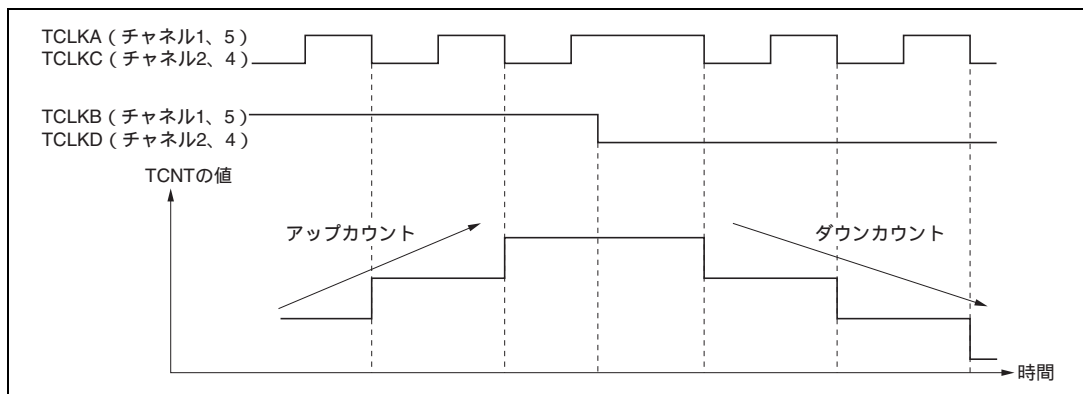 TCLKA（チャネル1、5）
TCLKC（チャネル2、4）
TCLKB（チャネル1、5）
TCLKD（チャネル2、4）
TCNTの値
アップカウント
ダウンカウント
時間